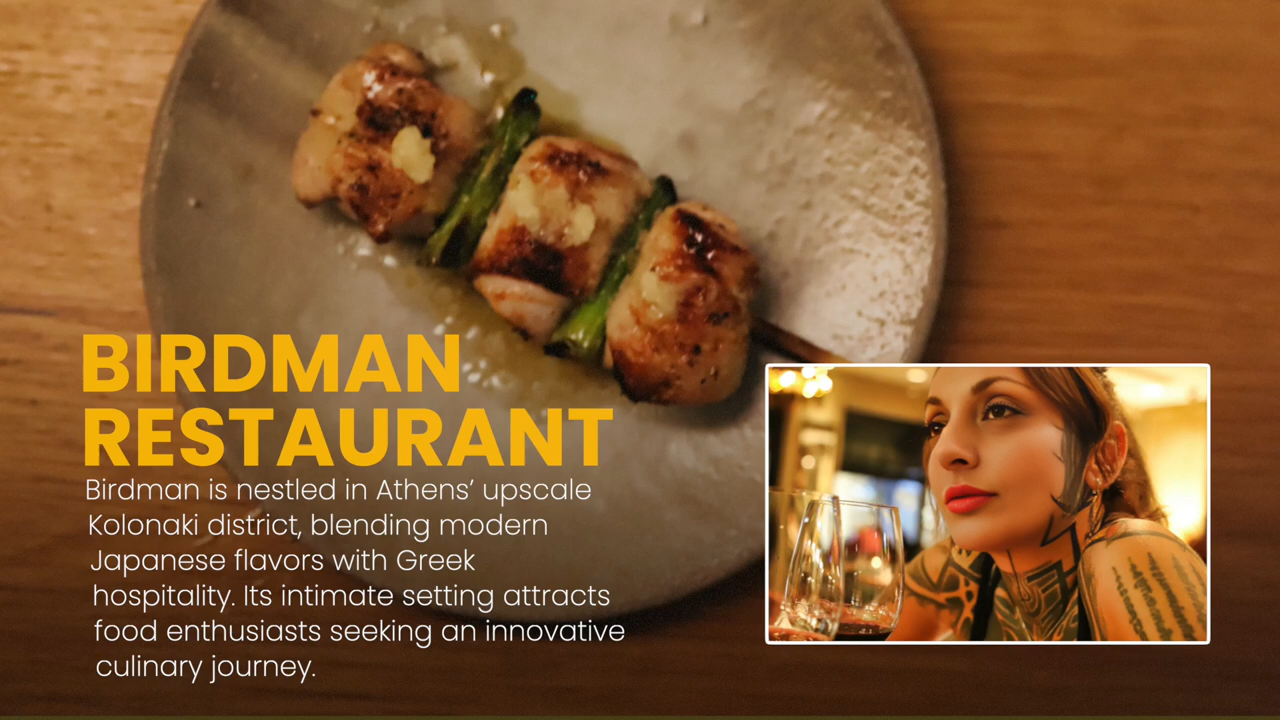 BIRDMAN
RESTAURANT
Birdman is nestled in Athens’ upscale
Kolonaki district, blending modern
Japanese flavors with Greek
hospitality. Its intimate setting attracts
food enthusiasts seeking an innovative
culinary journey.